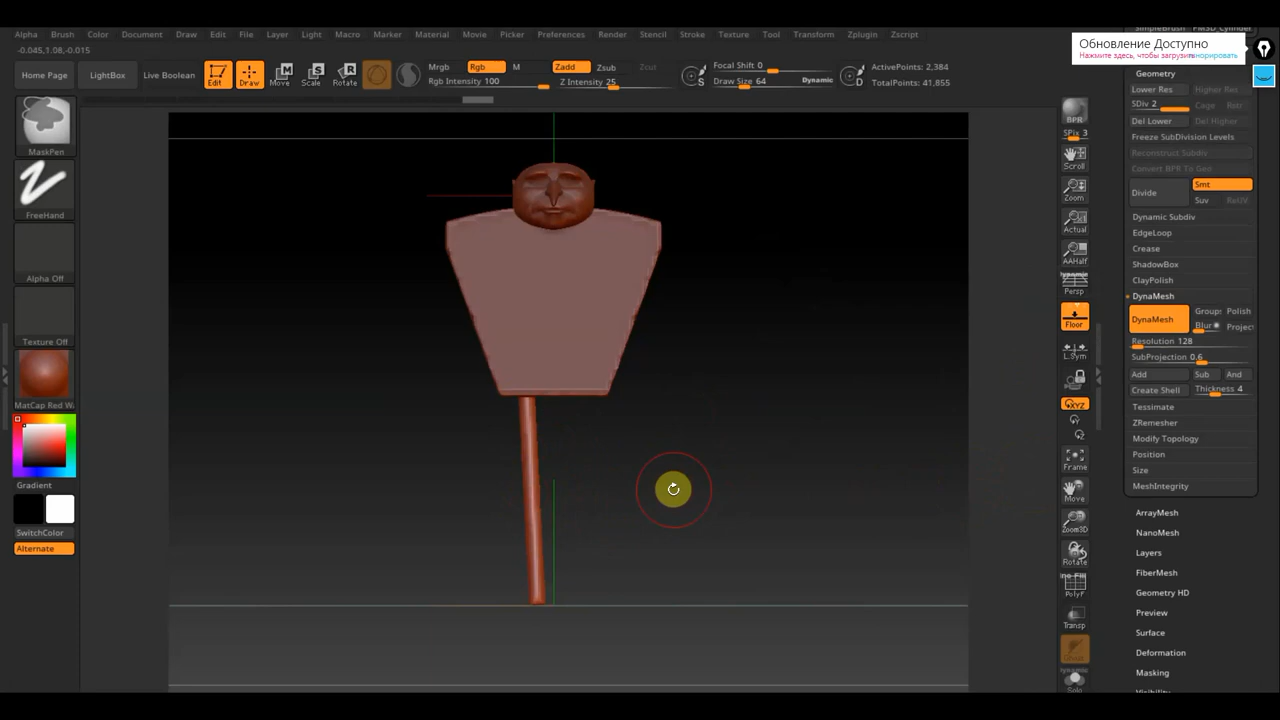 Alpha Brush Color Document Draw Edit File Layer Light Macro Marker Material Movie Picker Preferences Render Stencil Stroke Texture Tool Transform Zplugin Zscript
-0.045,1.08,-0.015
Home Page LightBox Live Boolean Edit Draw Move Scale Rotate
Mrgb Rgb M Zadd Zsub Zcut
Rgb Intensity 100 Z Intensity 25
Focal Shift 0
Draw Size 64 Dynamic
ActivePoints: 2,384
TotalPoints: 41,855
S
D
Обновление Доступно
Нажмите здесь, чтобы загрузить
MaskPen
FreeHand
Alpha Off
Texture Off
MatCap Red Wa
Gradient
SwitchColor
Alternate
BPR
SPix 3
Scroll
Zoom
Actual
AAHalf
Persp
Floor
L.Sym
XYZ
Frame
Move
Zoom3D
Rotate
PolyF
Transp
Solo
SimpleBrush PM3D_Cylinder
Geometry
Lower Res Higher Res
SDiv 2 Cage Rstr
Del Lower Del Higher
Freeze SubDivision Levels
Reconstruct Subdiv
Convert BPR To Geo
Divide Smt
Suv ReUV
Dynamic Subdiv
EdgeLoop
Crease
ShadowBox
ClayPolish
DynaMesh
DynaMesh Groups Polish
Blur Project
Resolution 128
SubProjection 0.6
Add Sub And
Create Shell Thickness 4
Tessimate
ZRemesher
Modify Topology
Position
Size
MeshIntegrity
ArrayMesh
NanoMesh
Layers
FiberMesh
Geometry HD
Preview
Surface
Deformation
Masking